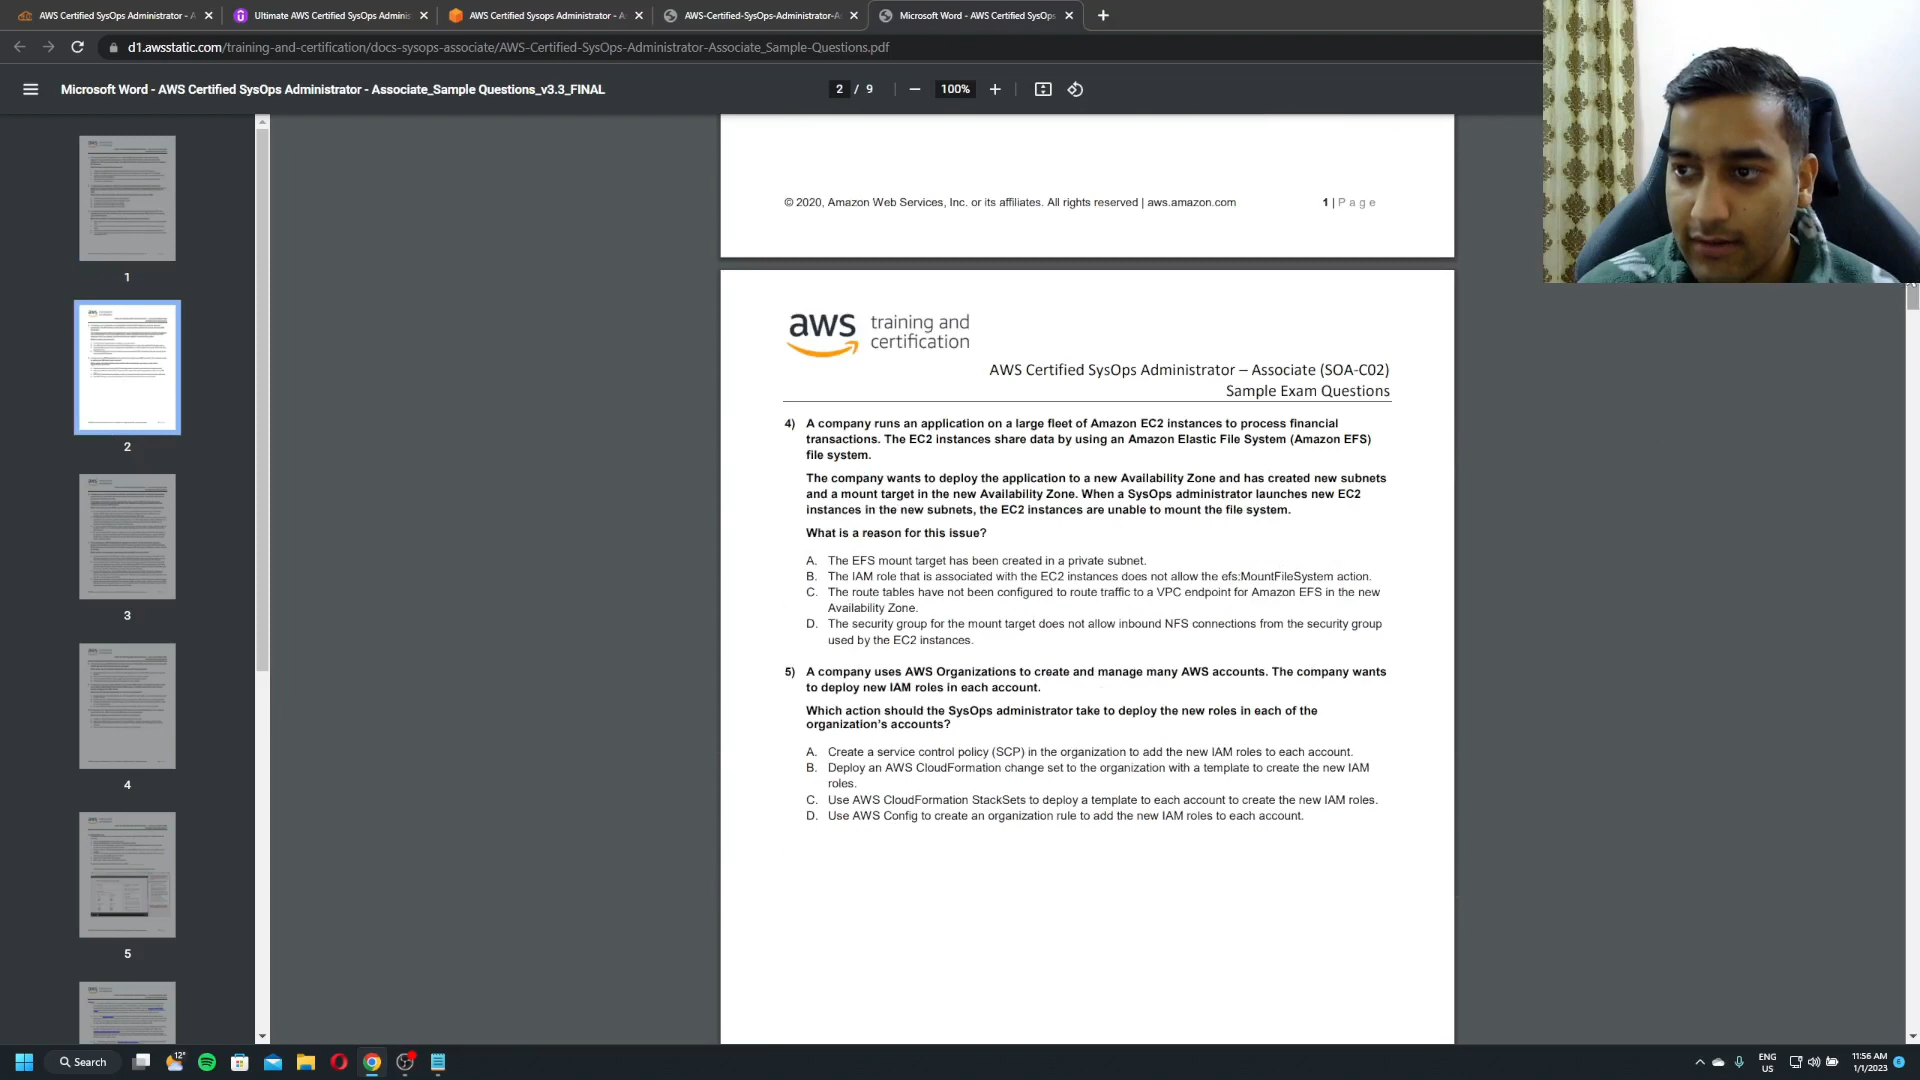 AWS Certified SysOps Administrator - A
Ultimate AWS Certified SysOps Adminis
AWS Certified Sysops Administrator - A
AWS-Certified-SysOps-Administrator-A
Microsoft Word - AWS Certified SysOps
d1.awsstatic.com/training-and-certification/docs-sysops-associate/AWS-Certified-SysOps-Administrator-Associate_Sample-Questions.pdf
Microsoft Word - AWS Certified SysOps Administrator - Associate_Sample Questions_v3.3_FINAL
2 / 9
100%
1
2
3
4
5
© 2020, Amazon Web Services, Inc. or its affiliates. All rights reserved | aws.amazon.com
1 | P a g e
aws training and
certification
AWS Certified SysOps Administrator – Associate (SOA-C02)
Sample Exam Questions
4) A company runs an application on a large fleet of Amazon EC2 instances to process financial
transactions. The EC2 instances share data by using an Amazon Elastic File System (Amazon EFS)
file system.
The company wants to deploy the application to a new Availability Zone and has created new subnets
and a mount target in the new Availability Zone. When a SysOps administrator launches new EC2
instances in the new subnets, the EC2 instances are unable to mount the file system.
What is a reason for this issue?
A. The EFS mount target has been created in a private subnet.
B. The IAM role that is associated with the EC2 instances does not allow the efs:MountFileSystem action.
C. The route tables have not been configured to route traffic to a VPC endpoint for Amazon EFS in the new
Availability Zone.
D. The security group for the mount target does not allow inbound NFS connections from the security group
used by the EC2 instances.
5) A company uses AWS Organizations to create and manage many AWS accounts. The company wants
to deploy new IAM roles in each account.
Which action should the SysOps administrator take to deploy the new roles in each of the
organization's accounts?
A. Create a service control policy (SCP) in the organization to add the new IAM roles to each account.
B. Deploy an AWS CloudFormation change set to the organization with a template to create the new IAM
roles.
C. Use AWS CloudFormation StackSets to deploy a template to each account to create the new IAM roles.
D. Use AWS Config to create an organization rule to add the new IAM roles to each account.
Search
12°
ENG
US
11:56 AM
1/1/2023